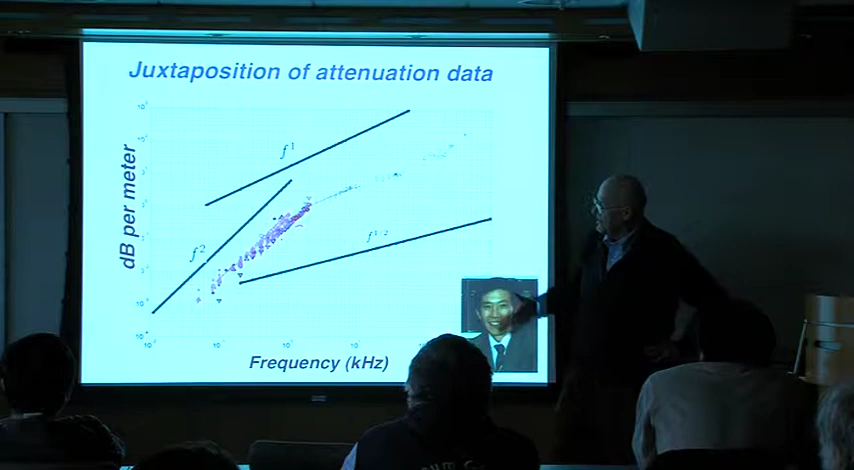 Juxtaposition of attenuation data
dB per meter
f¹
f²
f^1/2
Frequency (kHz)